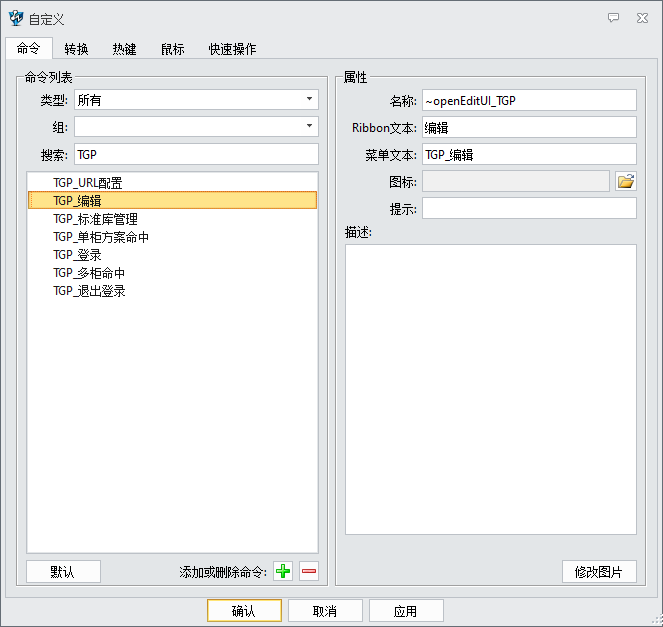 自定义
命令 转换 热键 鼠标 快速操作
命令列表
类型: 所有
组:
搜索: TGP
TGP_URL配置
TGP_编辑
TGP_标准库管理
TGP_单柜方案命中
TGP_登录
TGP_多柜命中
TGP_退出登录
默认 添加或删除命令:
属性
名称: ~openEditUI_TGP
Ribbon文本: 编辑
菜单文本: TGP_编辑
图标:
提示:
描述:
修改图片
确认 取消 应用